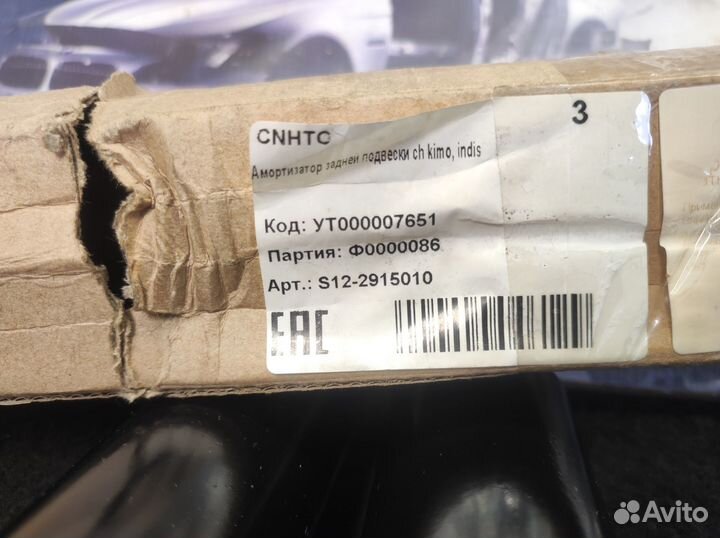 CNHTC
3
Амортизатор задней подвески ch kimo, indis
Код: УТ000007651
Партия: Ф0000086
Арт.: S12-2915010
EAC
Avito